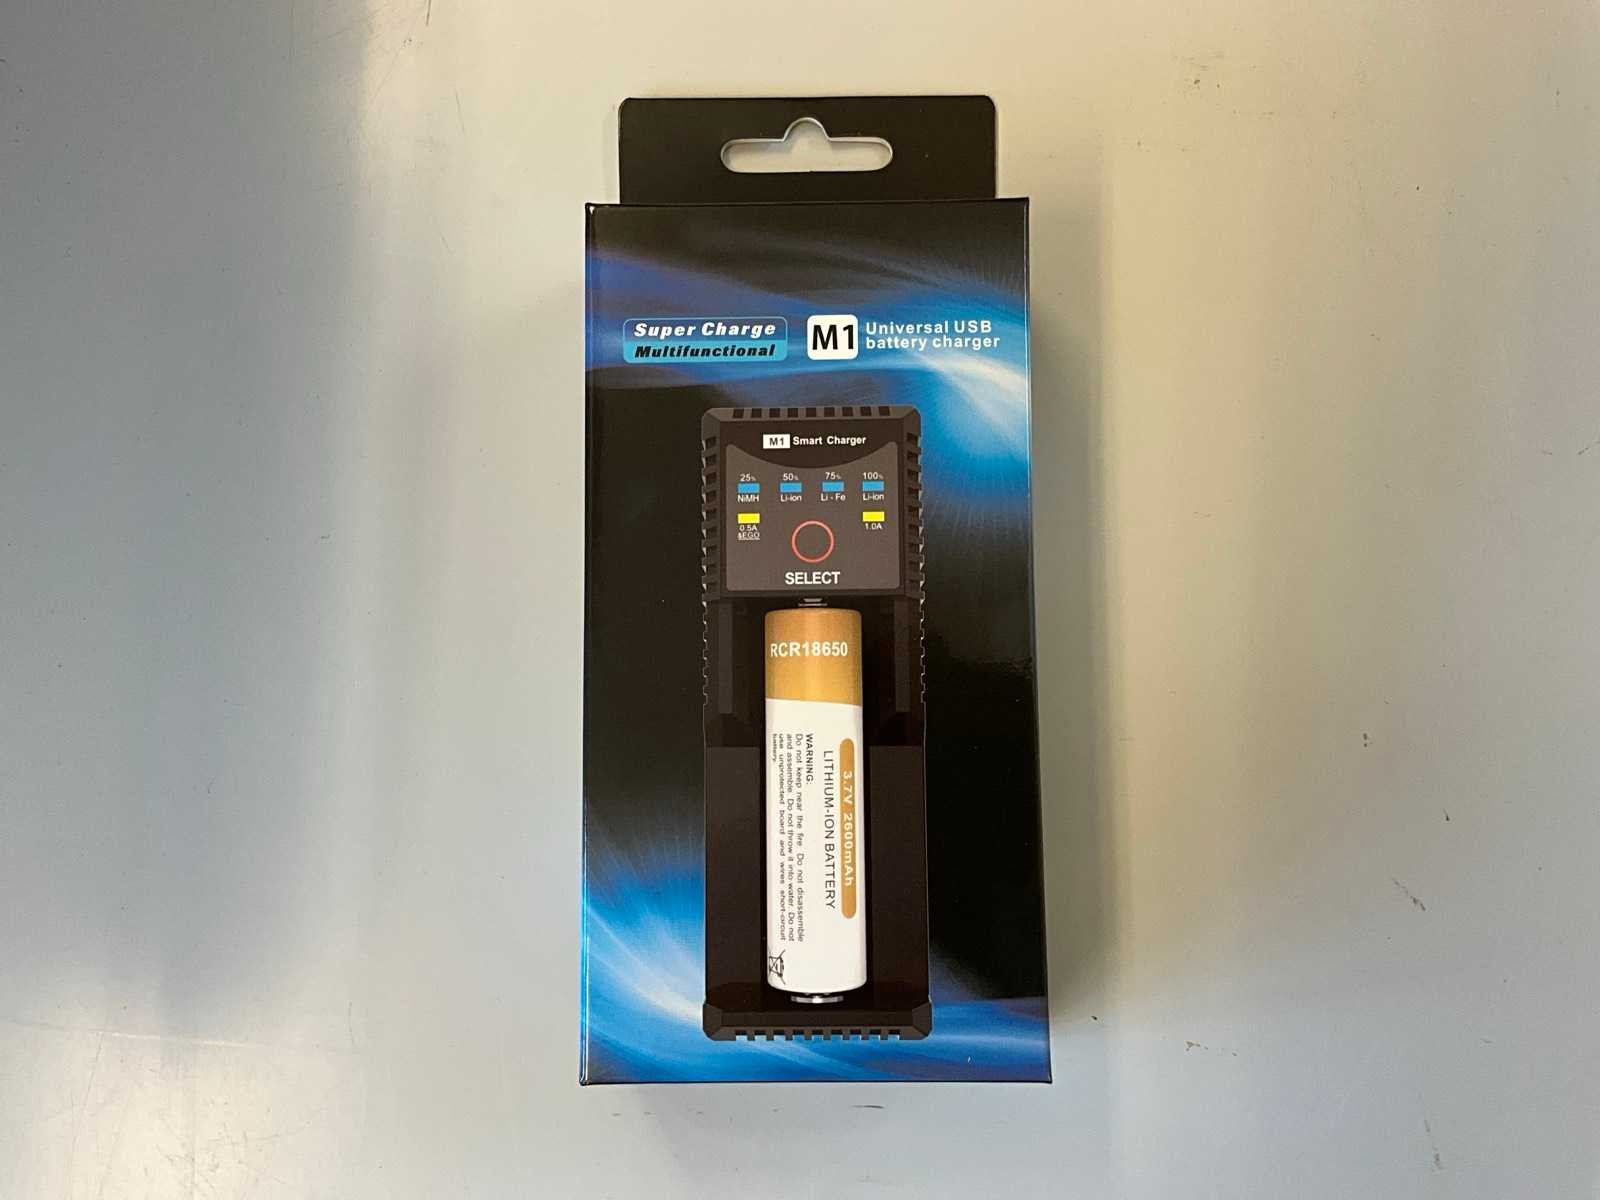 Super Charge
Multifunctional
M1
Universal USB
battery charger
M1 Smart Charger
25% 50% 75% 100%
NiMH Li-ion Li - Fe Li-Ion
0.5A 1.0A
&EGO
SELECT
RCR18650
3.7V 2600mAh
LITHIUM-ION BATTERY
WARNING:
Do not keep near the fire. Do not disassemble
and assemble. Do not throw it into water. Do not
use unprotected board and wires short-circuit
battery.